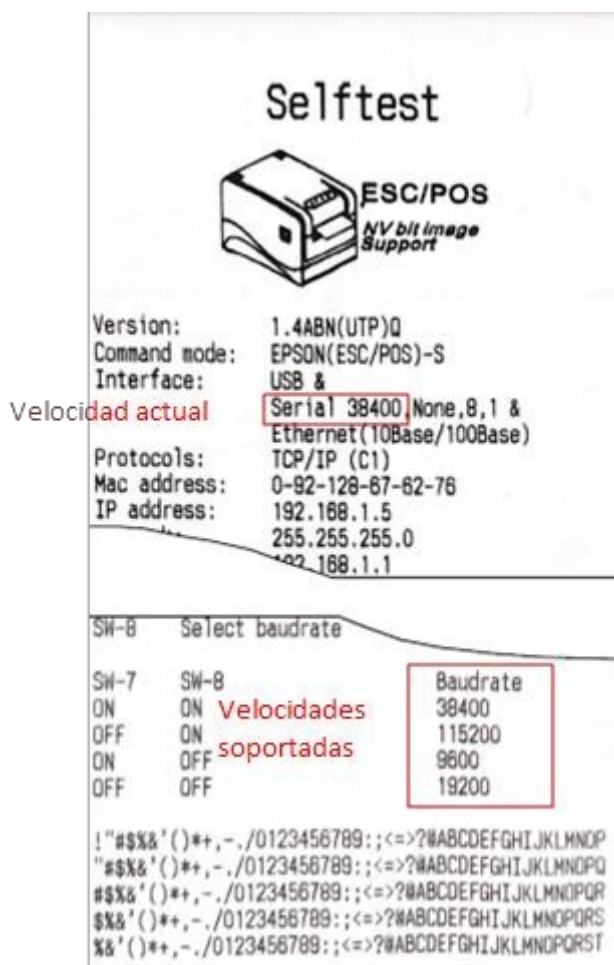 Selftest
ESC/POS
NV bit image
Support
Version: 1.4ABN(UTP)Q
Command mode: EPSON(ESC/POS)-S
Interface: USB &
Velocidad actual Serial 38400,None,8,1 &
Ethernet(10Base/100Base)
Protocols: TCP/IP (C1)
Mac address: 0-92-128-67-62-76
IP address: 192.168.1.5
255.255.255.0
192.168.1.1
SW-8 Select baudrate
SW-7 SW-8 Baudrate
ON ON 38400
OFF ON 115200
ON OFF 9600
OFF OFF 19200
Velocidades
soportadas
!"#$%&'()*+,-./0123456789:;<=>?@ABCDEFGHIJKLMNOP
"#$%&'()*+,-./0123456789:;<=>?@ABCDEFGHIJKLMNOPQ
#$%&'()*+,-./0123456789:;<=>?@ABCDEFGHIJKLMNOPQR
$%&'()*+,-./0123456789:;<=>?@ABCDEFGHIJKLMNOPQRS
%&'()*+,-./0123456789:;<=>?@ABCDEFGHIJKLMNOPQRST